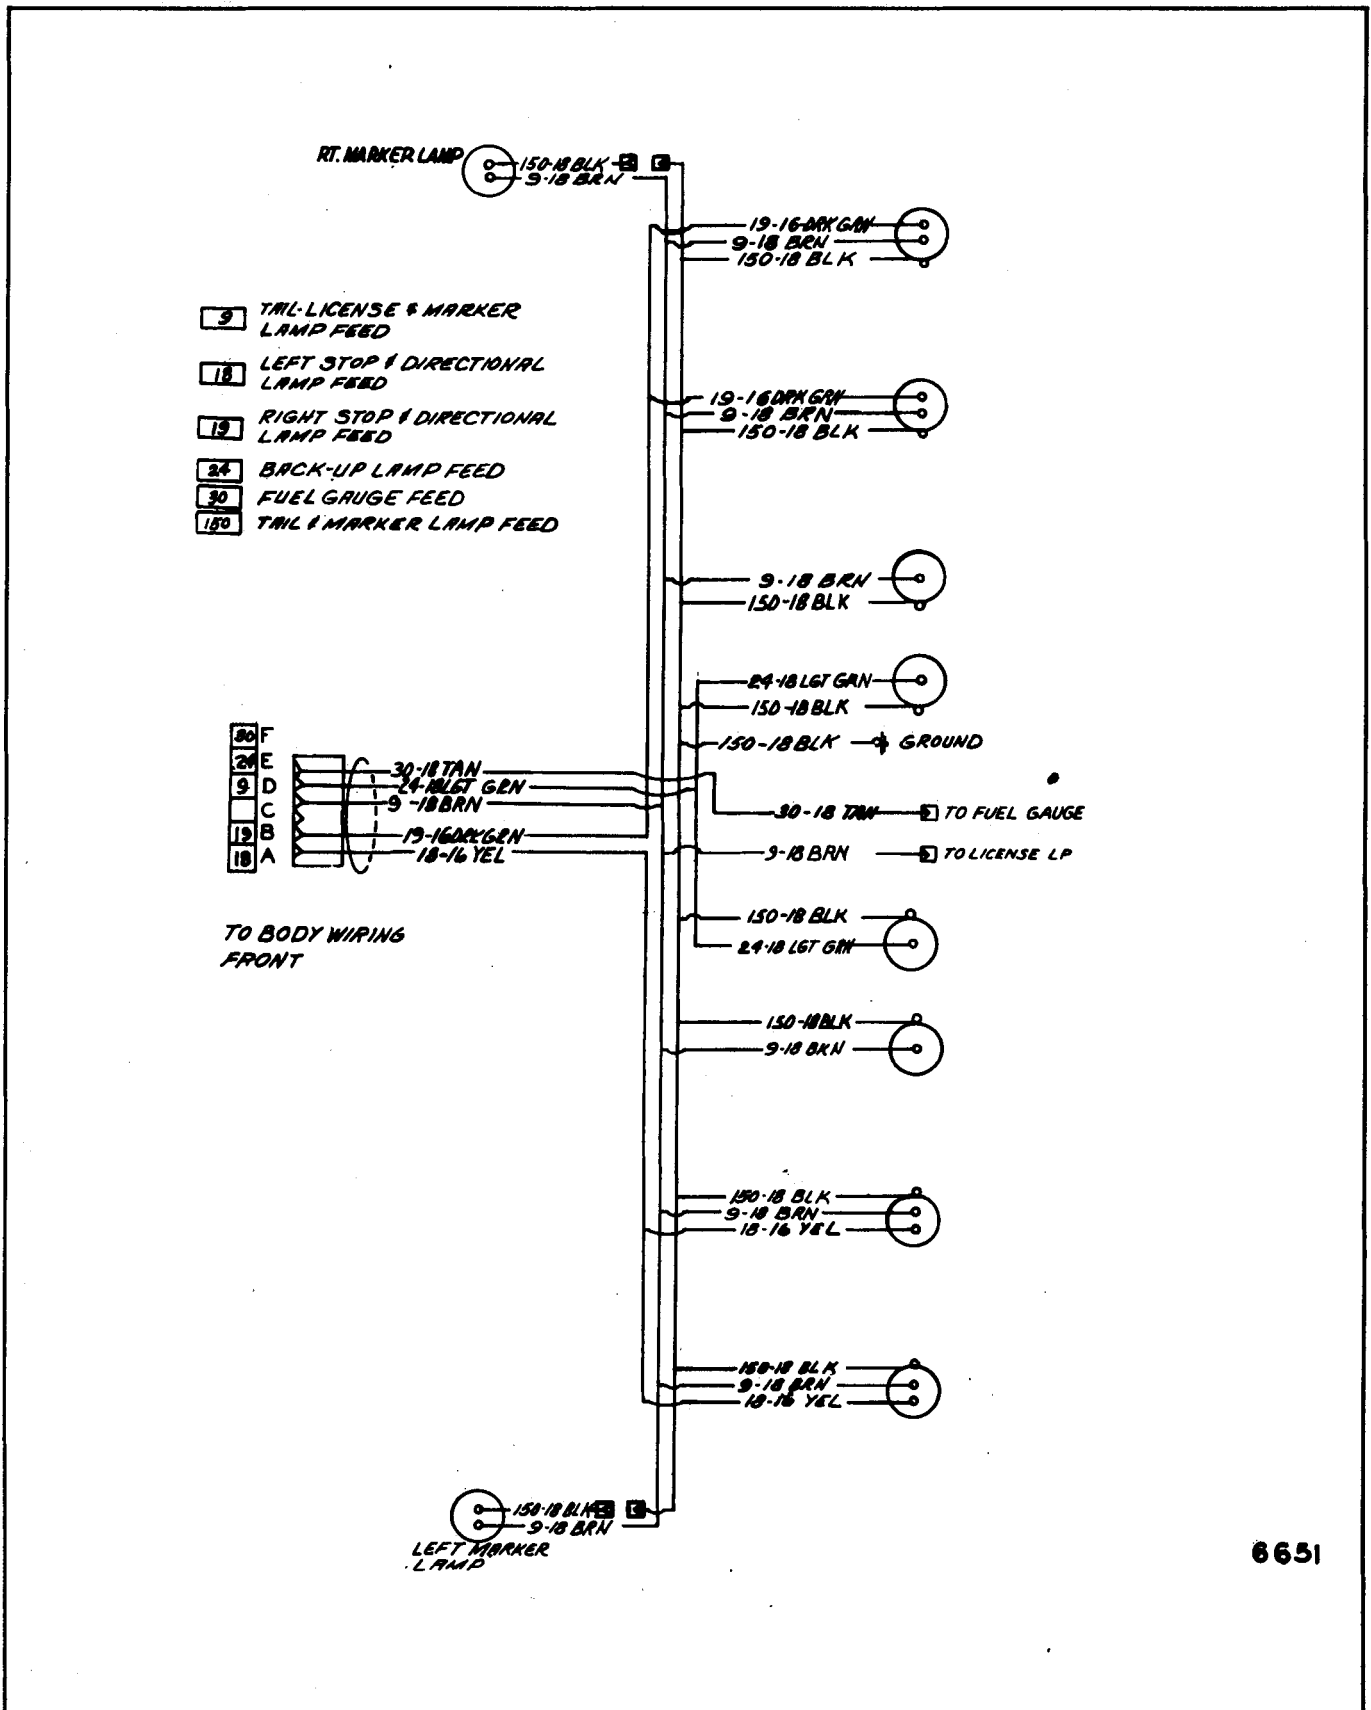 RT. MARKER LAMP
150-18 BLK
9-18 BRN
19-16 DRK GRN
9-18 BRN
150-18 BLK
9 TAIL-LICENSE & MARKER
LAMP FEED
18 LEFT STOP & DIRECTIONAL
LAMP FEED
19 RIGHT STOP & DIRECTIONAL
LAMP FEED
24 BACK-UP LAMP FEED
30 FUEL GAUGE FEED
150 TAIL & MARKER LAMP FEED
19-16 DRK GRN
9-18 BRN
150-18 BLK
9-18 BRN
150-18 BLK
24-18 LGT GRN
150-18 BLK
150-18 BLK GROUND
30 F
24 E
9 D
C
19 B
18 A
30-18 TAN
24-18 LGT GRN
9-18 BRN
19-16 DRK GRN
18-16 YEL
TO BODY WIRING
FRONT
30-18 TAN TO FUEL GAUGE
9-18 BRN TO LICENSE LP
150-18 BLK
24-18 LGT GRN
150-18 BLK
9-18 BRN
150-18 BLK
9-18 BRN
18-16 YEL
150-18 BLK
9-18 BRN
18-16 YEL
150-18 BLK
9-18 BRN
LEFT MARKER
LAMP
6651